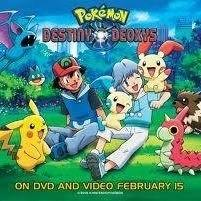 Pokémon
DESTINY DEOXYS
ON DVD AND VIDEO FEBRUARY 15